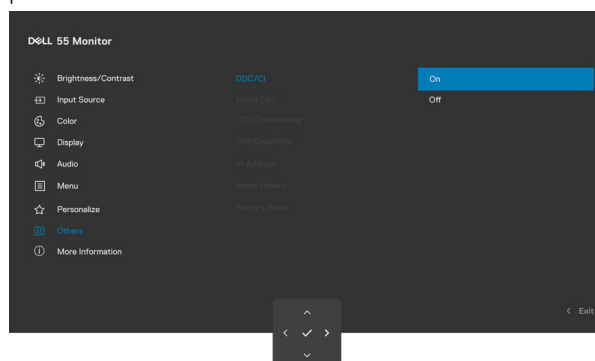 DELL 55 Monitor
Brightness/Contrast
Input Source
Color
Display
Audio
Menu
Personalize
Others
More Information
DDC/CI
HDMI CEC
LCD Conditioning
Self-Diagnostic
IP Address
Reset Others
Factory Reset
On
Off
Exit